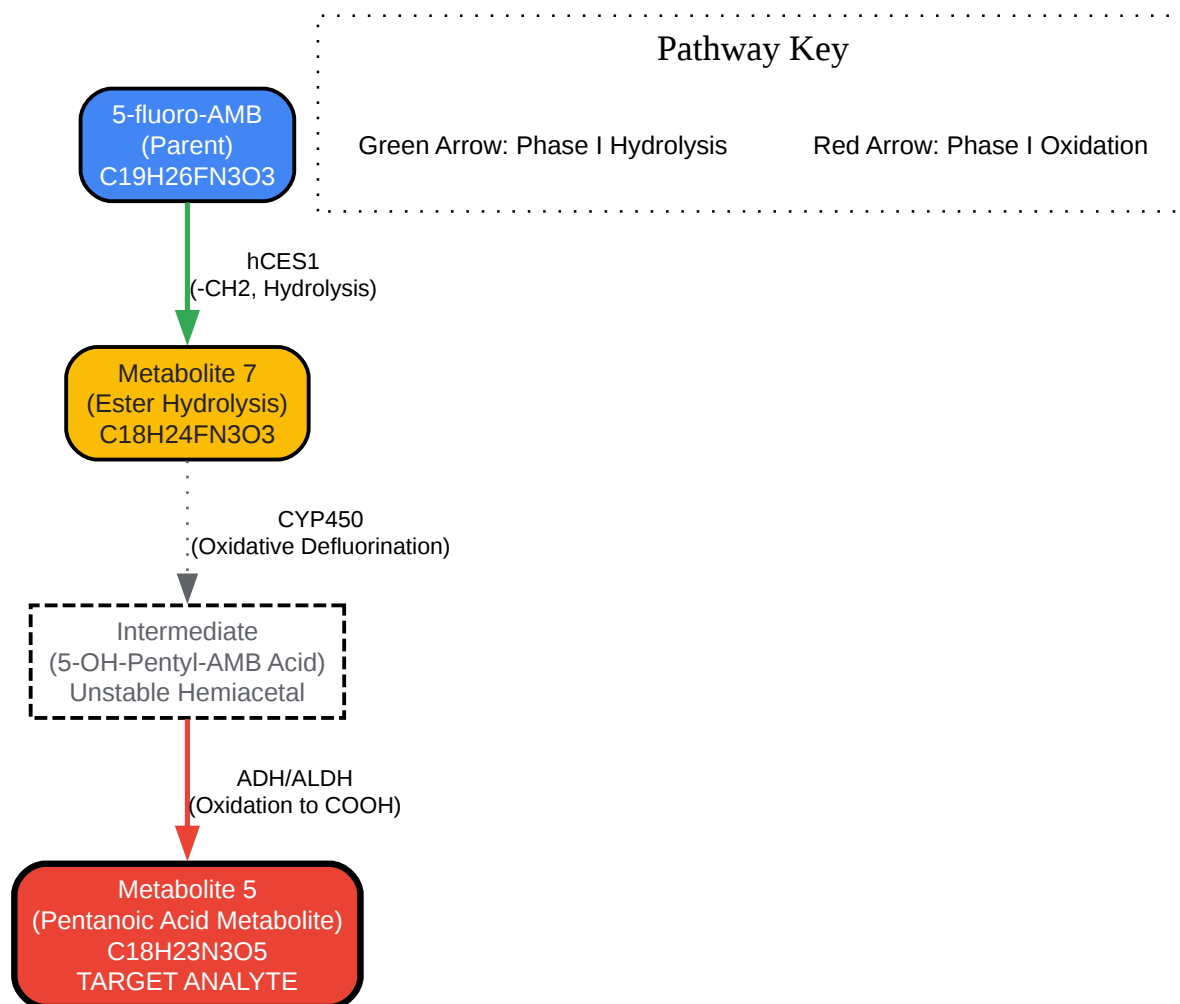 Pathway Key
Green Arrow: Phase I Hydrolysis
Red Arrow: Phase I Oxidation
5-fluoro-AMB
(Parent)
C19H26FN3O3
hCES1
(-CH2, Hydrolysis)
Metabolite 7
(Ester Hydrolysis)
C18H24FN3O3
CYP450
(Oxidative Defluorination)
Intermediate
(5-OH-Pentyl-AMB Acid)
Unstable Hemiacetal
ADH/ALDH
(Oxidation to COOH)
Metabolite 5
(Pentanoic Acid Metabolite)
C18H23N3O5
TARGET ANALYTE